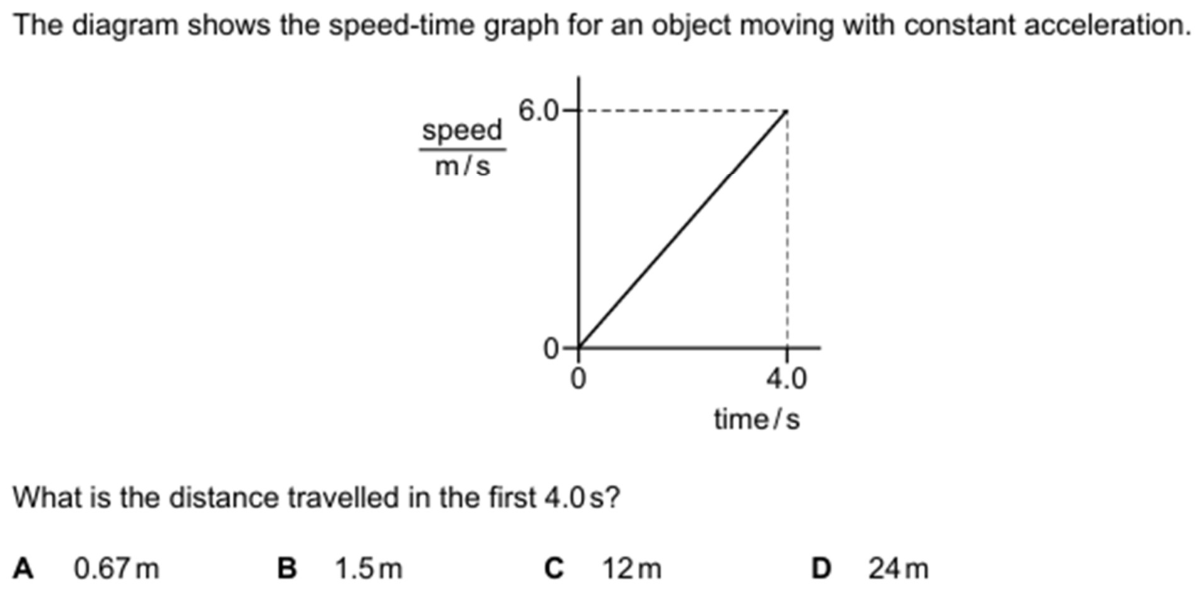 The diagram shows the speed-time graph for an object moving with constant acceleration.
6.0
speed
m/s
0
0
4.0
time/s
What is the distance travelled in the first 4.0s?
A 0.67m B 1.5m C 12m D 24m